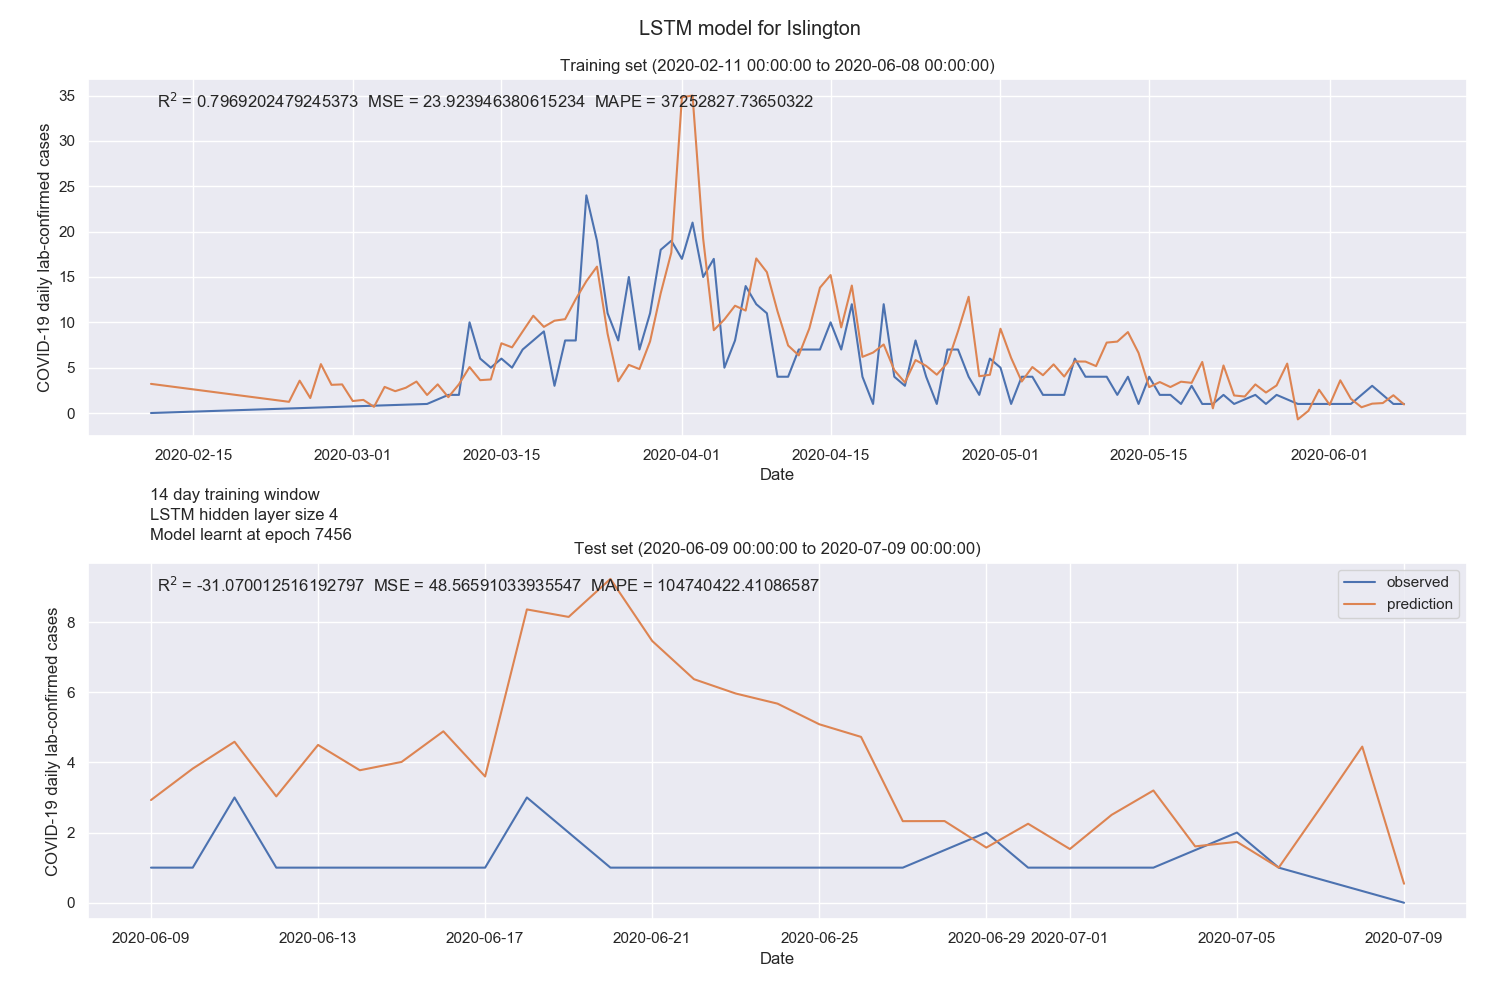 LSTM model for Islington
Training set (2020-02-11 00:00:00 to 2020-06-08 00:00:00)
R² = 0.7969202479245373 MSE = 23.923946380615234 MAPE = 37252827.73650322
COVID-19 daily lab-confirmed cases
35
30
25
20
15
10
5
0
2020-02-15 2020-03-01 2020-03-15 2020-04-01 2020-04-15 2020-05-01 2020-05-15 2020-06-01
Date
14 day training window
LSTM hidden layer size 4
Model learnt at epoch 7456
Test set (2020-06-09 00:00:00 to 2020-07-09 00:00:00)
R² = -31.070012516192797 MSE = 48.56591033935547 MAPE = 104740422.41086587
observed
prediction
COVID-19 daily lab-confirmed cases
8
6
4
2
0
2020-06-09 2020-06-13 2020-06-17 2020-06-21 2020-06-25 2020-06-29 2020-07-01 2020-07-05 2020-07-09
Date